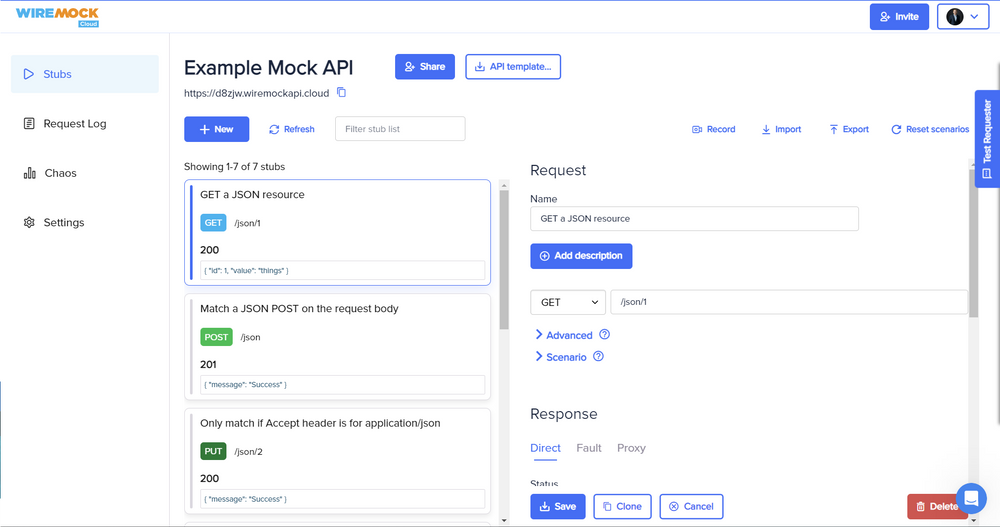 WIREMOCK
Cloud
Invite
Stubs
Request Log
Chaos
Settings
Example Mock API
Share
API template...
https://d8zjw.wiremockapi.cloud
New
Refresh
Filter stub list
Record
Import
Export
Reset scenarios
Test Requester
Showing 1-7 of 7 stubs
GET a JSON resource
GET /json/1
200
{ "id": 1, "value": "things" }
Match a JSON POST on the request body
POST /json
201
{ "message": "Success" }
Only match if Accept header is for application/json
PUT /json/2
200
{ "message": "Success" }
Request
Name
GET a JSON resource
Add description
GET /json/1
Advanced
Scenario
Response
Direct Fault Proxy
Status
Save
Clone
Cancel
Delete